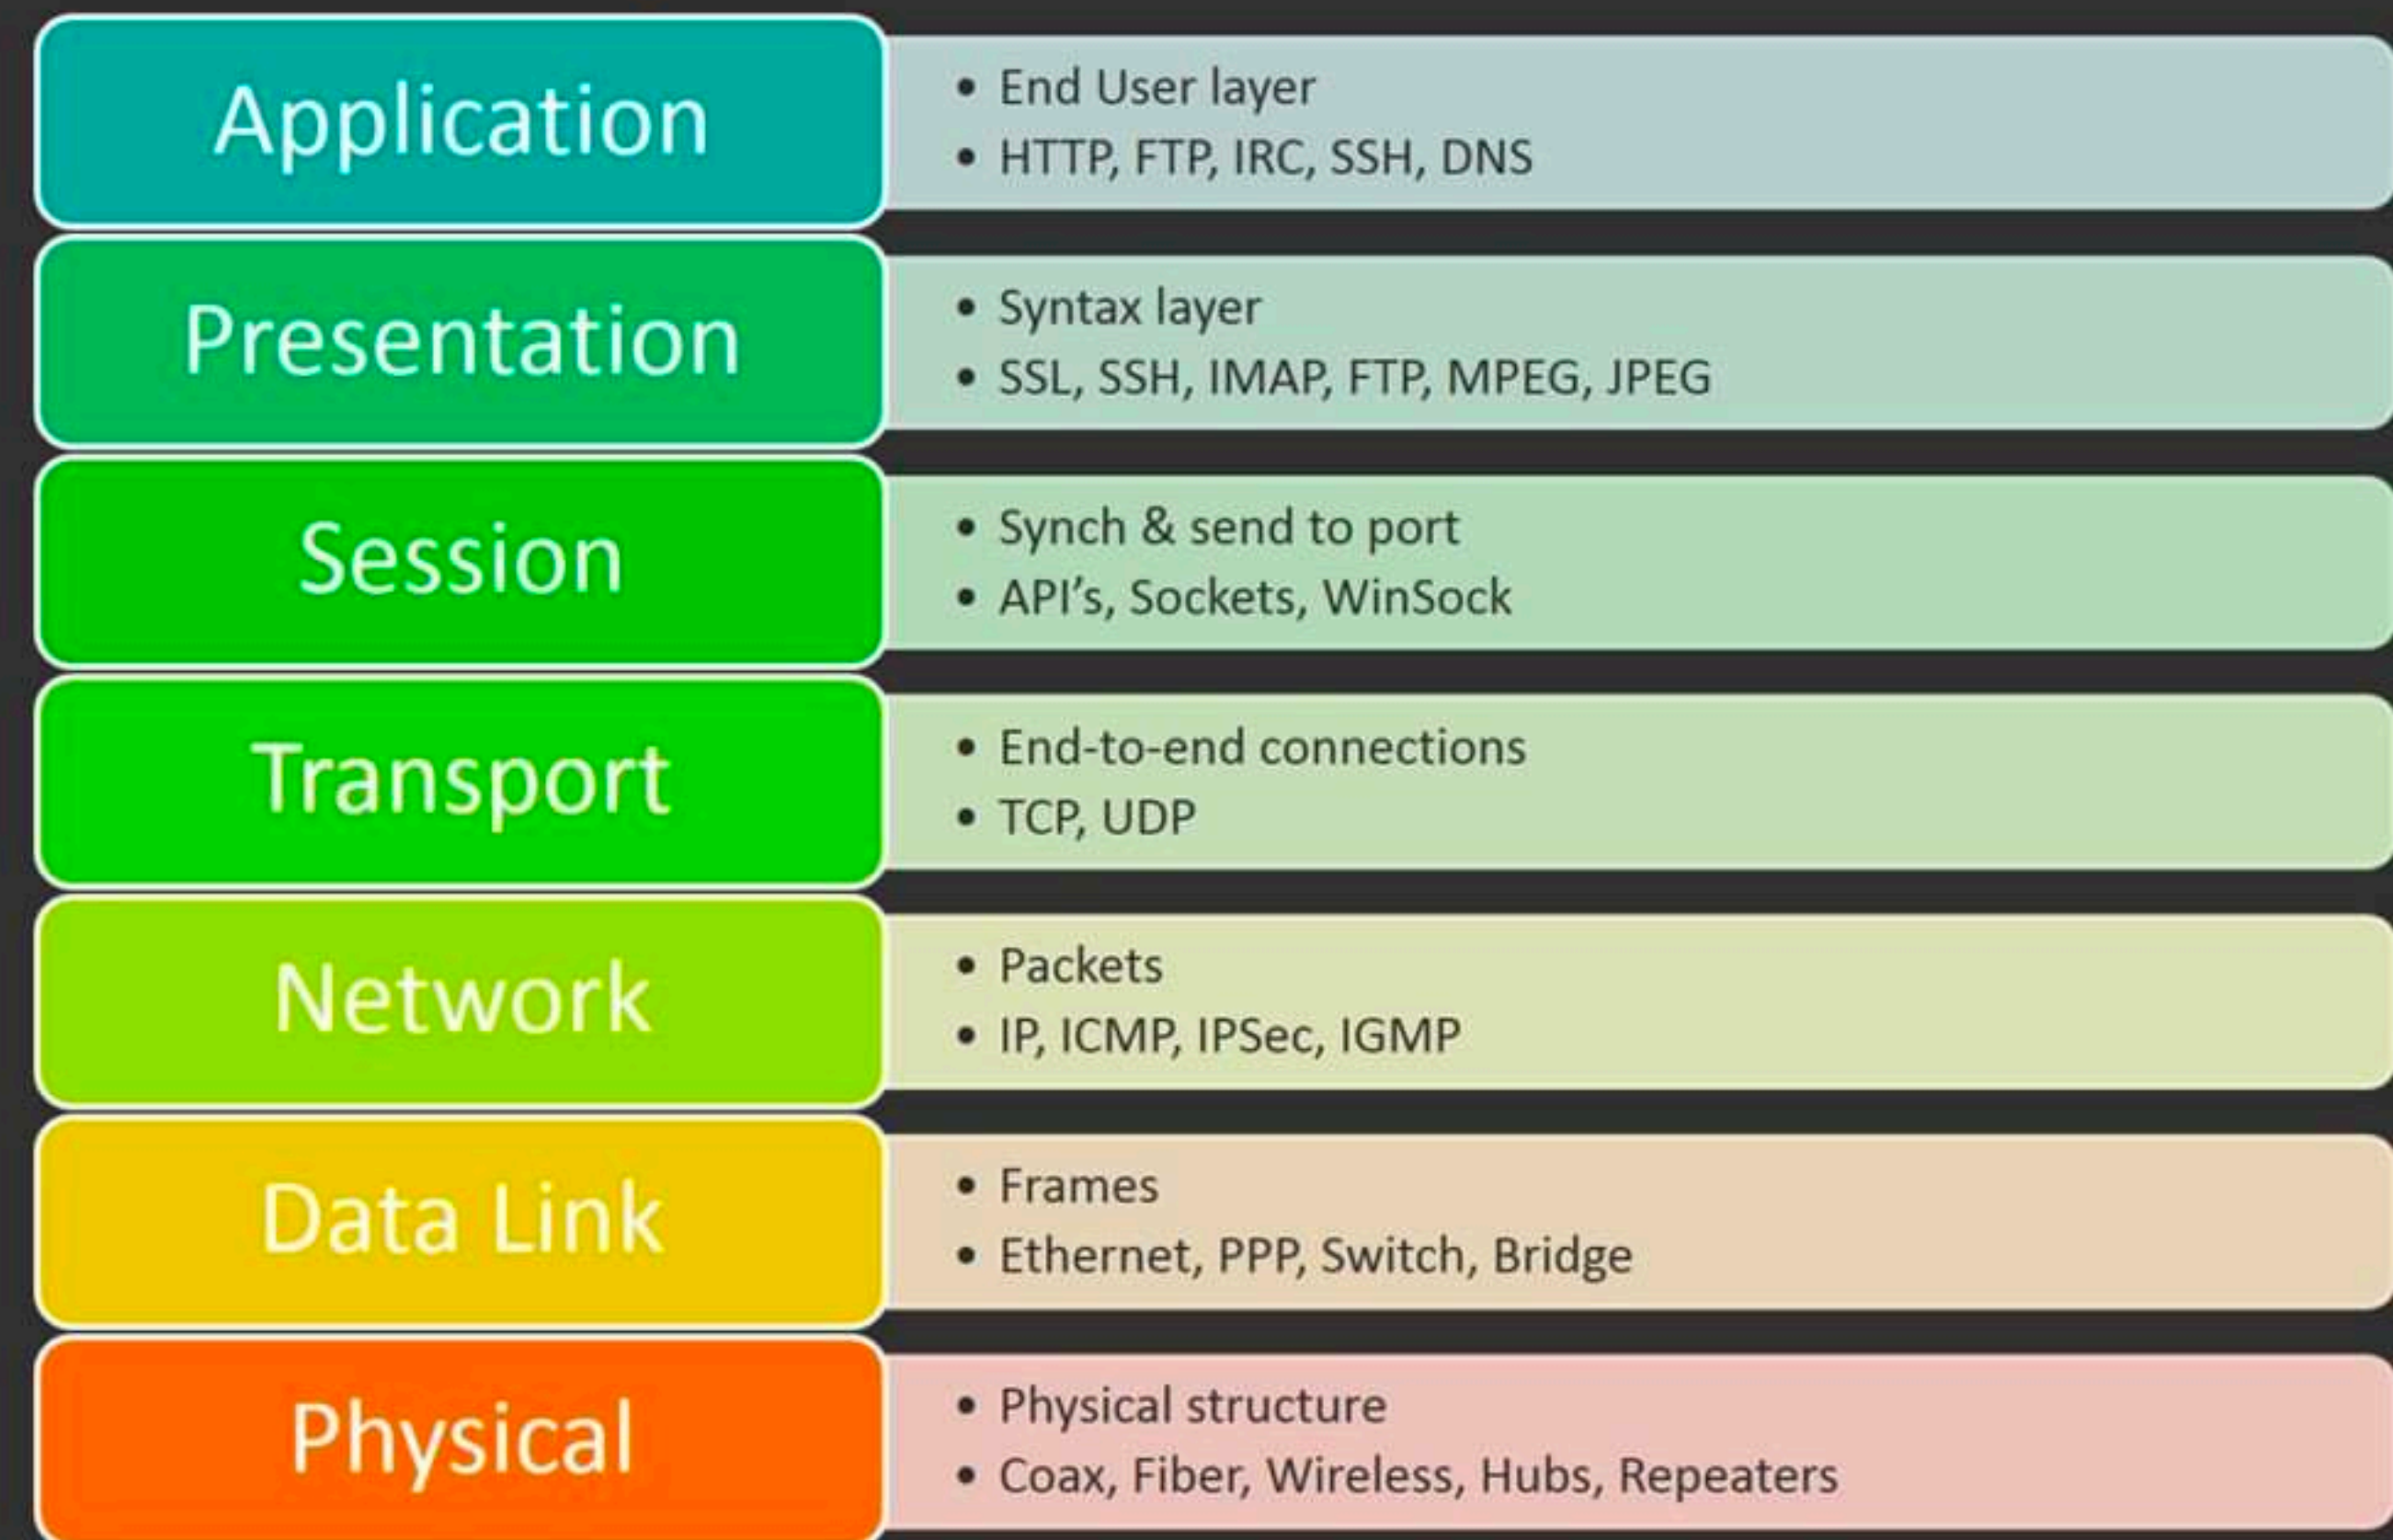 Application
• End User layer
• HTTP, FTP, IRC, SSH, DNS
Presentation
• Syntax layer
• SSL, SSH, IMAP, FTP, MPEG, JPEG
Session
• Synch & send to port
• API’s, Sockets, WinSock
Transport
• End-to-end connections
• TCP, UDP
Network
• Packets
• IP, ICMP, IPSec, IGMP
Data Link
• Frames
• Ethernet, PPP, Switch, Bridge
Physical
• Physical structure
• Coax, Fiber, Wireless, Hubs, Repeaters